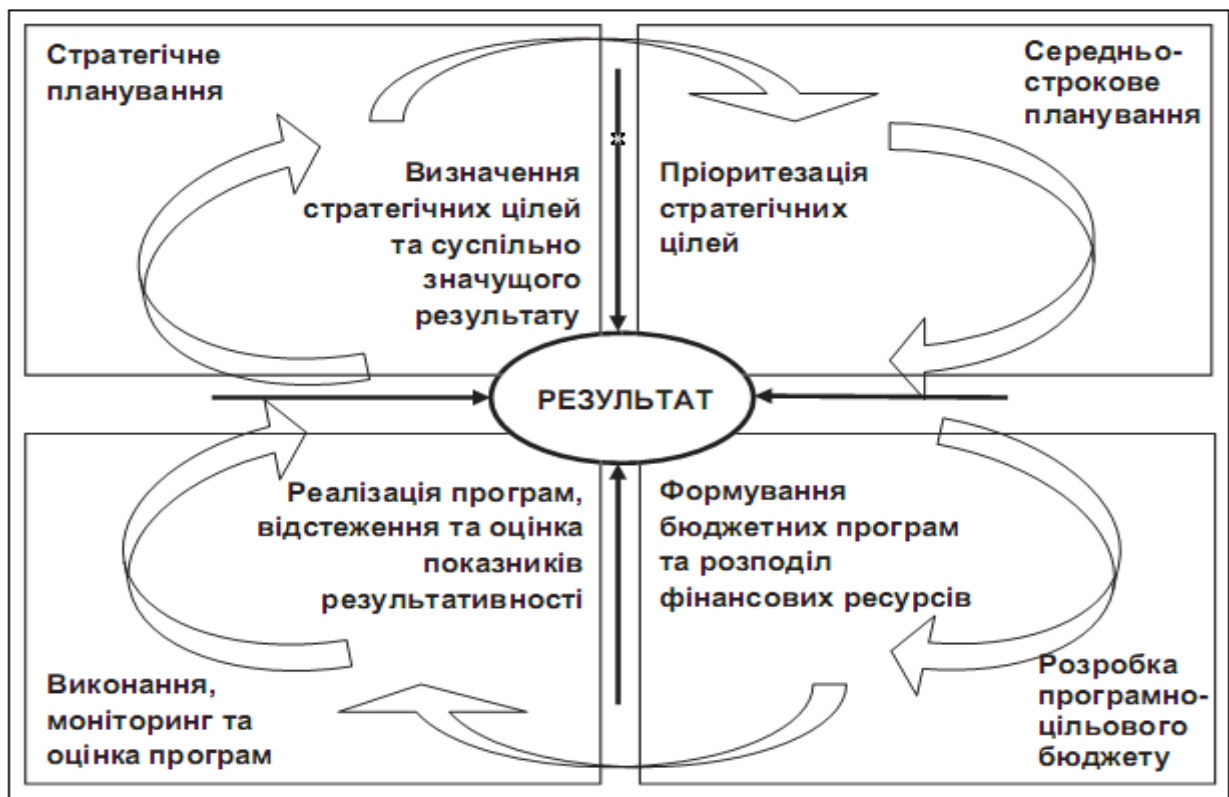 Стратегічне
планування
Визначення
стратегічних цілей
та суспільно
значущого
результату
Середньо-
строкове
планування
Пріоритезація
стратегічних
цілей
РЕЗУЛЬТАТ
Реалізація програм,
відстеження та оцінка
показників
результативності
Виконання,
моніторинг та
оцінка програм
Формування
бюджетних програм
та розподіл
фінансових ресурсів
Розробка
програмно-
цільового
бюджету